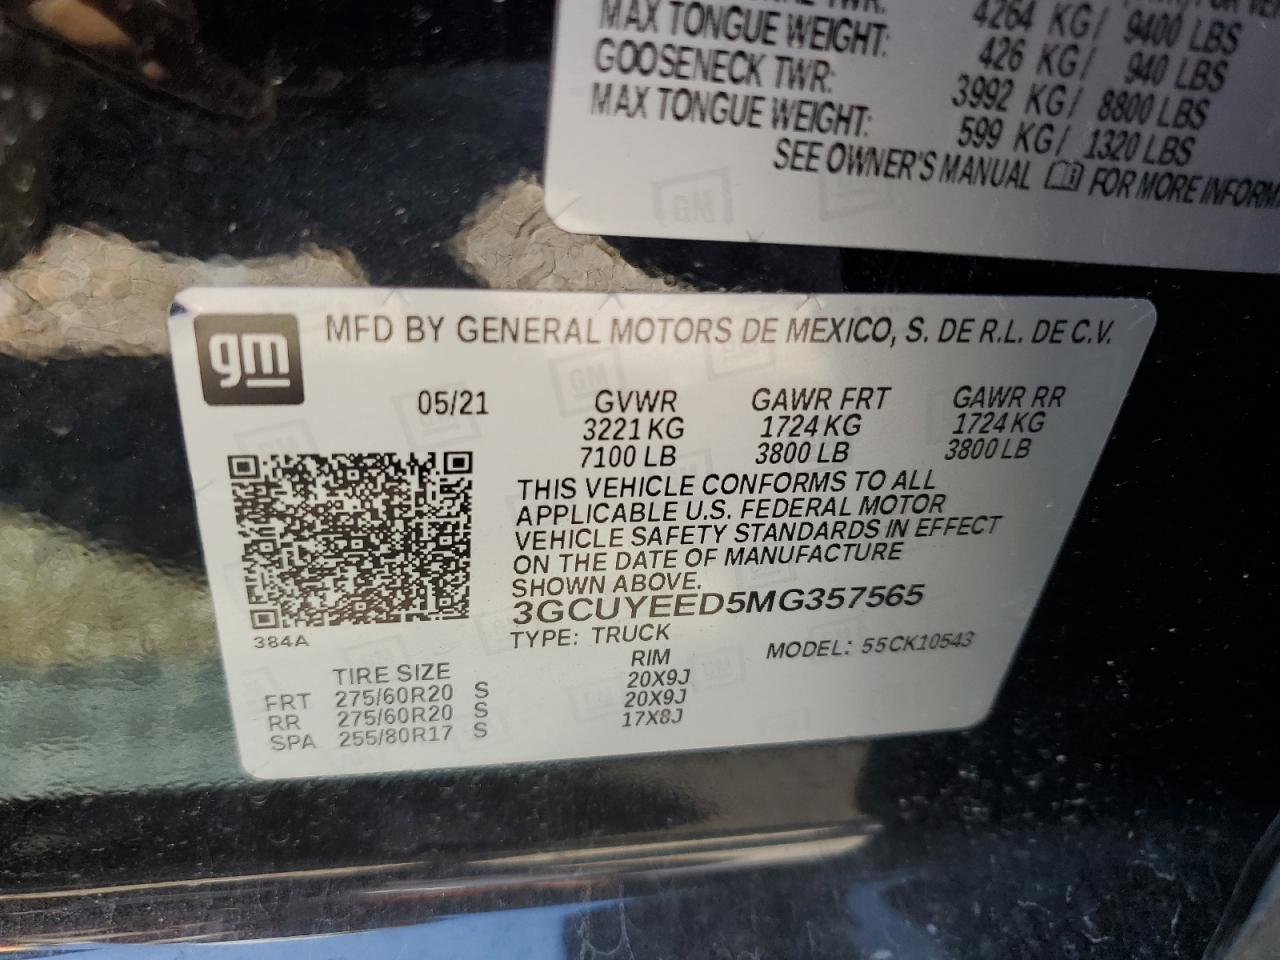 4264 KG/ 9400 LBS
MAX TONGUE WEIGHT: 426 KG/ 940 LBS
GOOSENECK TWR: 3992 KG/ 8800 LBS
MAX TONGUE WEIGHT: 599 KG/ 1320 LBS
SEE OWNER'S MANUAL FOR MORE INFORMA
gm
MFD BY GENERAL MOTORS DE MEXICO, S. DE R.L. DE C.V.
05/21 GVWR GAWR FRT GAWR RR
3221 KG 1724 KG 1724 KG
7100 LB 3800 LB 3800 LB
THIS VEHICLE CONFORMS TO ALL
APPLICABLE U.S. FEDERAL MOTOR
VEHICLE SAFETY STANDARDS IN EFFECT
ON THE DATE OF MANUFACTURE
SHOWN ABOVE.
3GCUYEED5MG357565
384A
TYPE: TRUCK MODEL: 55CK10543
TIRE SIZE RIM
FRT 275/60R20 S 20X9J
RR 275/60R20 S 20X9J
SPA 255/80R17 S 17X8J